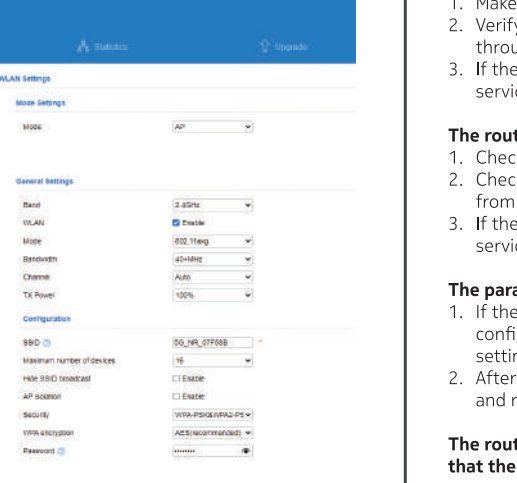 Statistics
Upgrade
WLAN Settings
Mode Settings
Mode AP
General Settings
Band 2.4GHz
WLAN Enable
Mode 802.11axg
Bandwidth 40+MHz
Channel Auto
TX Power 100%
Configuration
SSID 5G_NR_07F68B *
Maximum number of devices 16
Hide SSID broadcast Enable
AP isolation Enable
Security WPA-PSK&WPA2-PS
WPA encryption AES(recommended)
Password ********
1. Make
2. Verify
throu
3. If the
servic
The rout
1. Chec
2. Chec
from
3. If the
servic
The para
1. If the
confi
settin
2. After
and r
The rout
that the